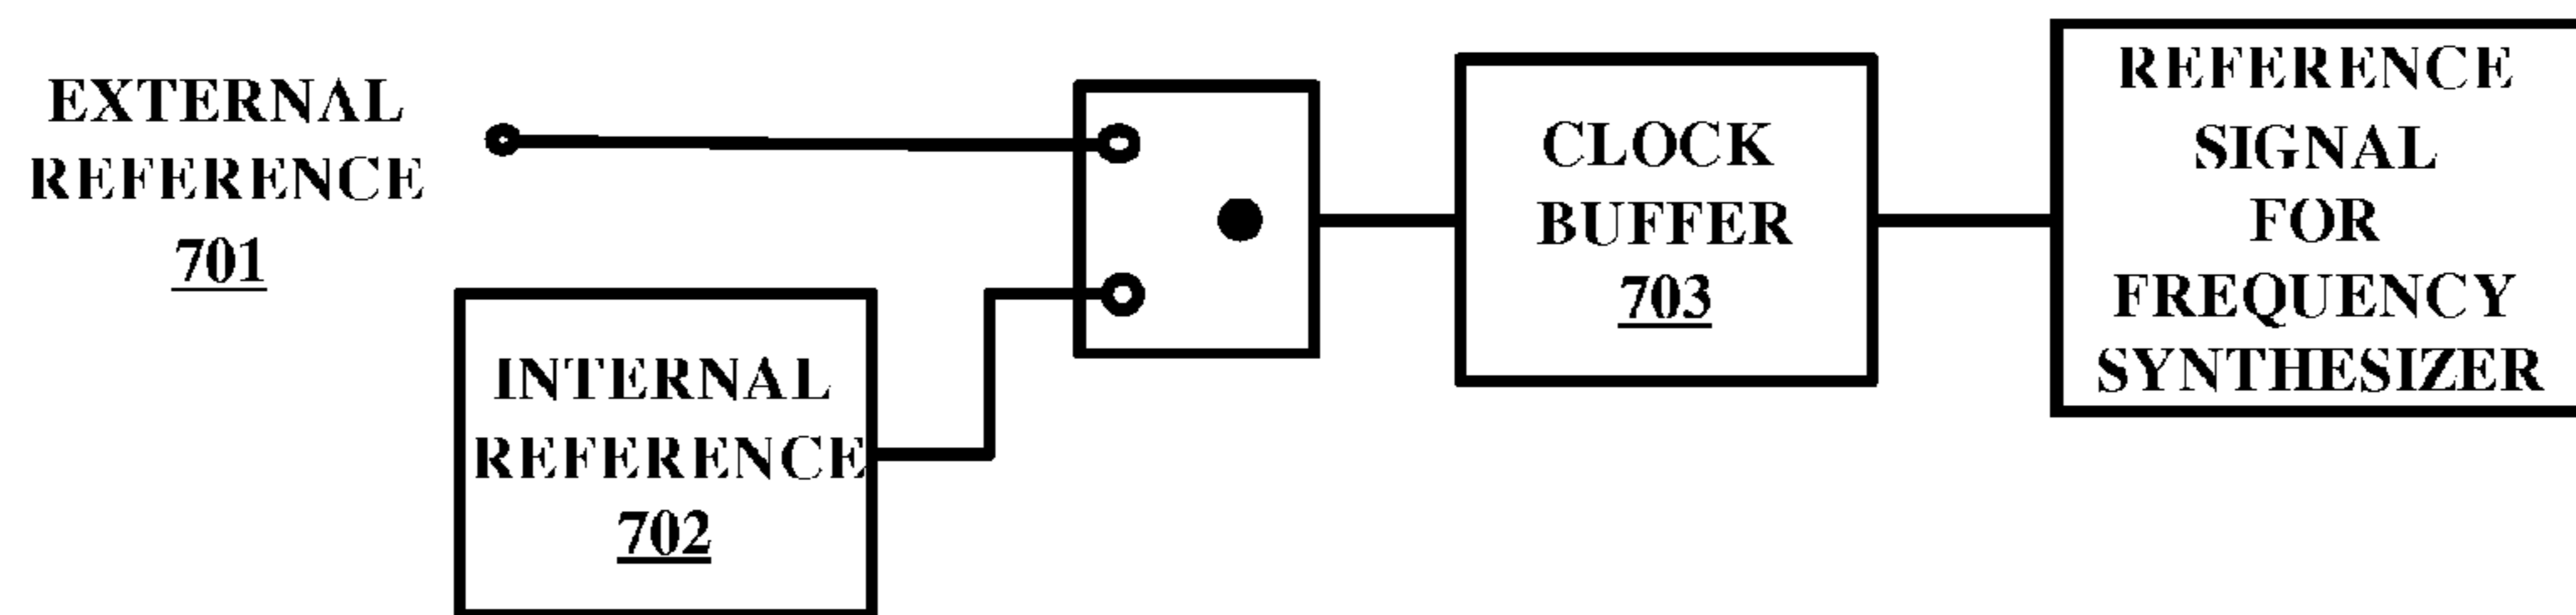 EXTERNAL
REFERENCE
701
INTERNAL
REFERENCE
702
CLOCK
BUFFER
703
REFERENCE
SIGNAL
FOR
FREQUENCY
SYNTHESIZER